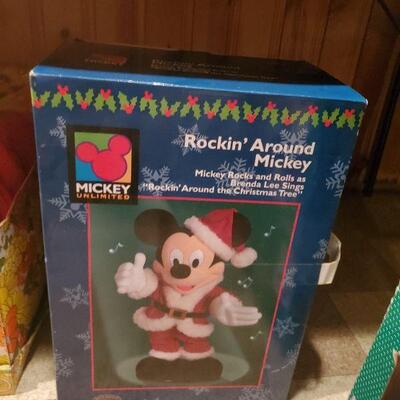 Rockin' Around
Mickey
Mickey Rocks and Rolls as
Brenda Lee Sings
"Rockin' Around the Christmas Tree"
MICKEY
UNLIMITED